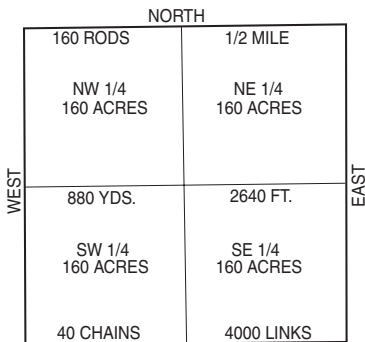 NORTH
160 RODS
1/2 MILE
NW 1/4
160 ACRES
NE 1/4
160 ACRES
WEST
EAST
880 YDS.
2640 FT.
SW 1/4
160 ACRES
SE 1/4
160 ACRES
40 CHAINS
4000 LINKS